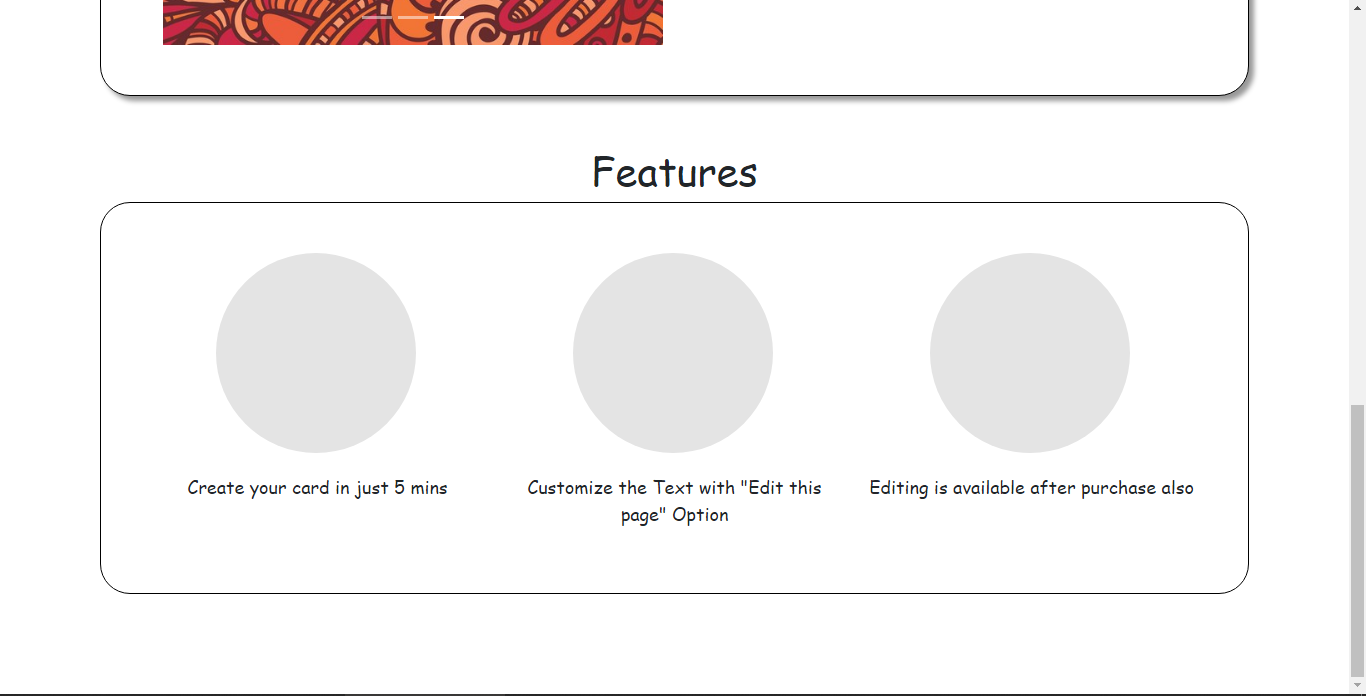 Features
Create your card in just 5 mins
Customize the Text with "Edit this
page" Option
Editing is available after purchase also